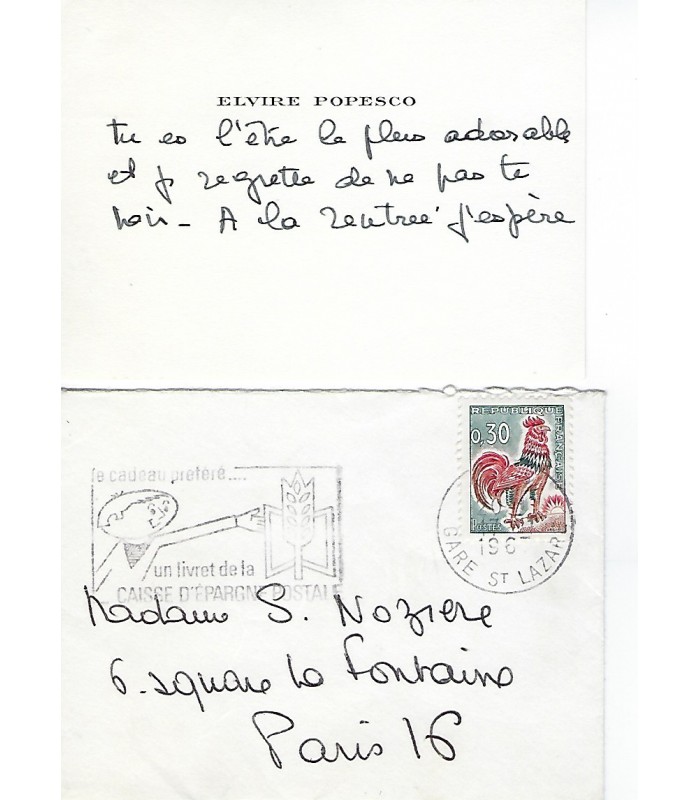 ELVIRE POPESCO
tu es l'être le plus adorable
et je regrette de ne pas te
voir - A la rentrée j'espère
REPUBLIQUE FRANÇAISE
0,30
POSTES
le cadeau préféré....
un livret de la
CAISSE D'ÉPARGNE POSTALE
196
GARE ST LAZAR
Madame S. Nozière
6. square La Fontaine
Paris 16